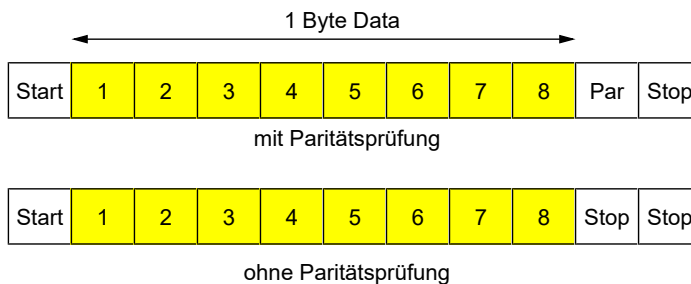 1 Byte Data
Start 1 2 3 4 5 6 7 8 Par Stop
mit Paritätsprüfung
Start 1 2 3 4 5 6 7 8 Stop Stop
ohne Paritätsprüfung